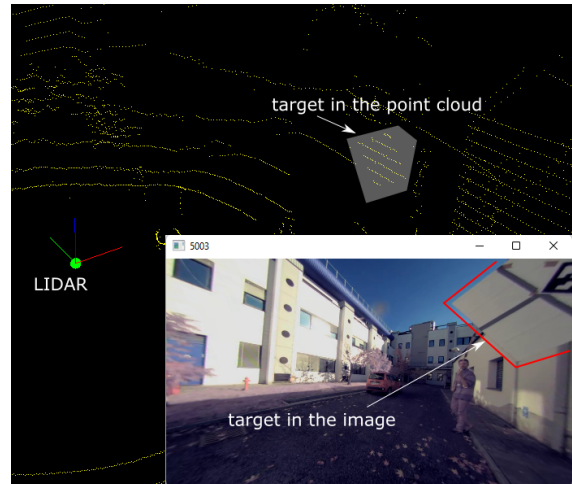 target in the point cloud
LIDAR
5003
target in the image